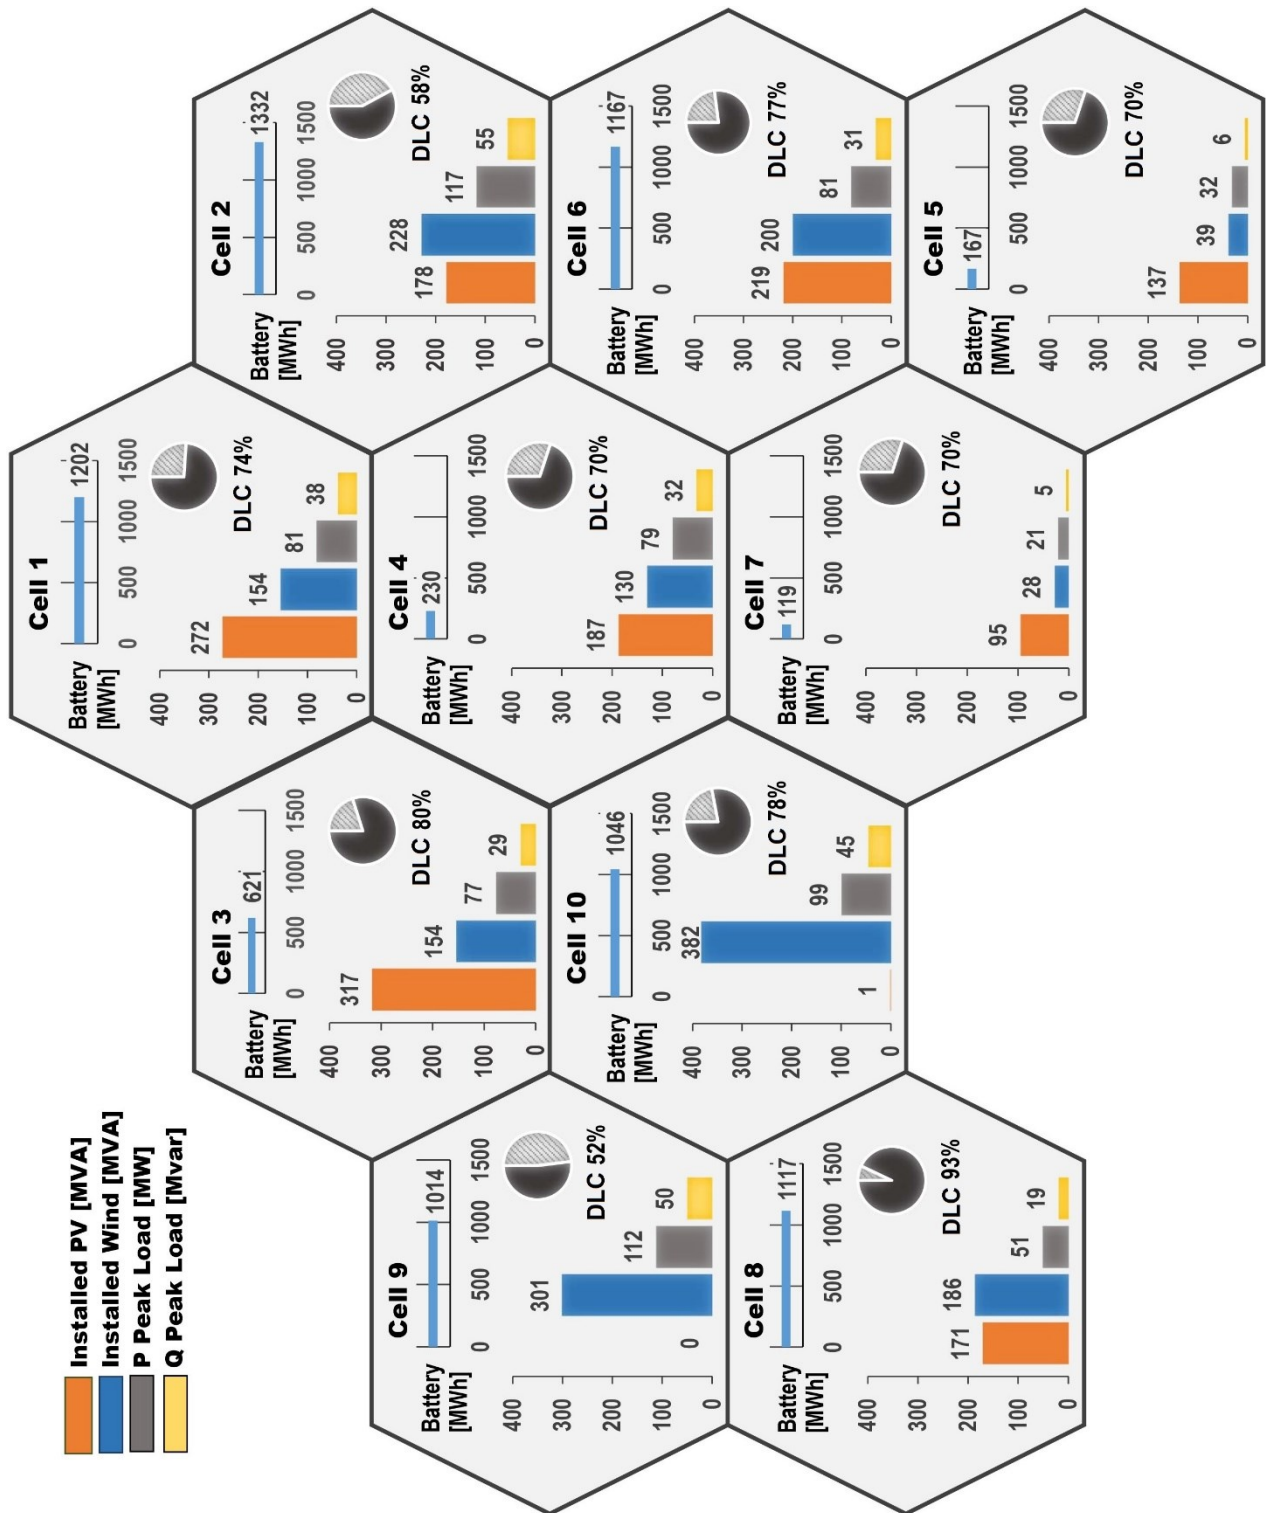 Installed PV [MVA]
Installed Wind [MVA]
P Peak Load [MW]
Q Peak Load [Mvar]
Cell 1
Battery
[MWh]
1202
0 500 1000 1500
DLC 74%
400
300
200
100
0
272
154
81
38
Cell 3
Battery
[MWh]
621
0 500 1000 1500
DLC 80%
400
300
200
100
0
317
154
77
29
Cell 2
Battery
[MWh]
1332
0 500 1000 1500
DLC 58%
400
300
200
100
0
178
228
117
55
Cell 9
Battery
[MWh]
1014
0 500 1000 1500
DLC 52%
400
300
200
100
0
0
301
112
50
Cell 4
Battery
[MWh]
230
0 500 1000 1500
DLC 70%
400
300
200
100
0
187
130
79
32
Cell 10
Battery
[MWh]
1046
0 500 1000 1500
DLC 78%
400
300
200
100
0
1
382
99
45
Cell 6
Battery
[MWh]
1167
0 500 1000 1500
DLC 77%
400
300
200
100
0
219
200
81
31
Cell 8
Battery
[MWh]
1117
0 500 1000 1500
DLC 93%
400
300
200
100
0
171
186
51
19
Cell 7
Battery
[MWh]
119
0 500 1000 1500
DLC 70%
400
300
200
100
0
95
28
21
5
Cell 5
Battery
[MWh]
167
0 500 1000 1500
DLC 70%
400
300
200
100
0
137
39
32
6